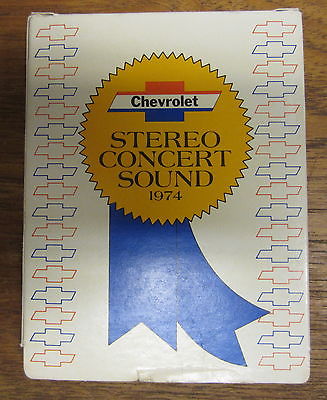 Chevrolet
STEREO
CONCERT
SOUND
1974